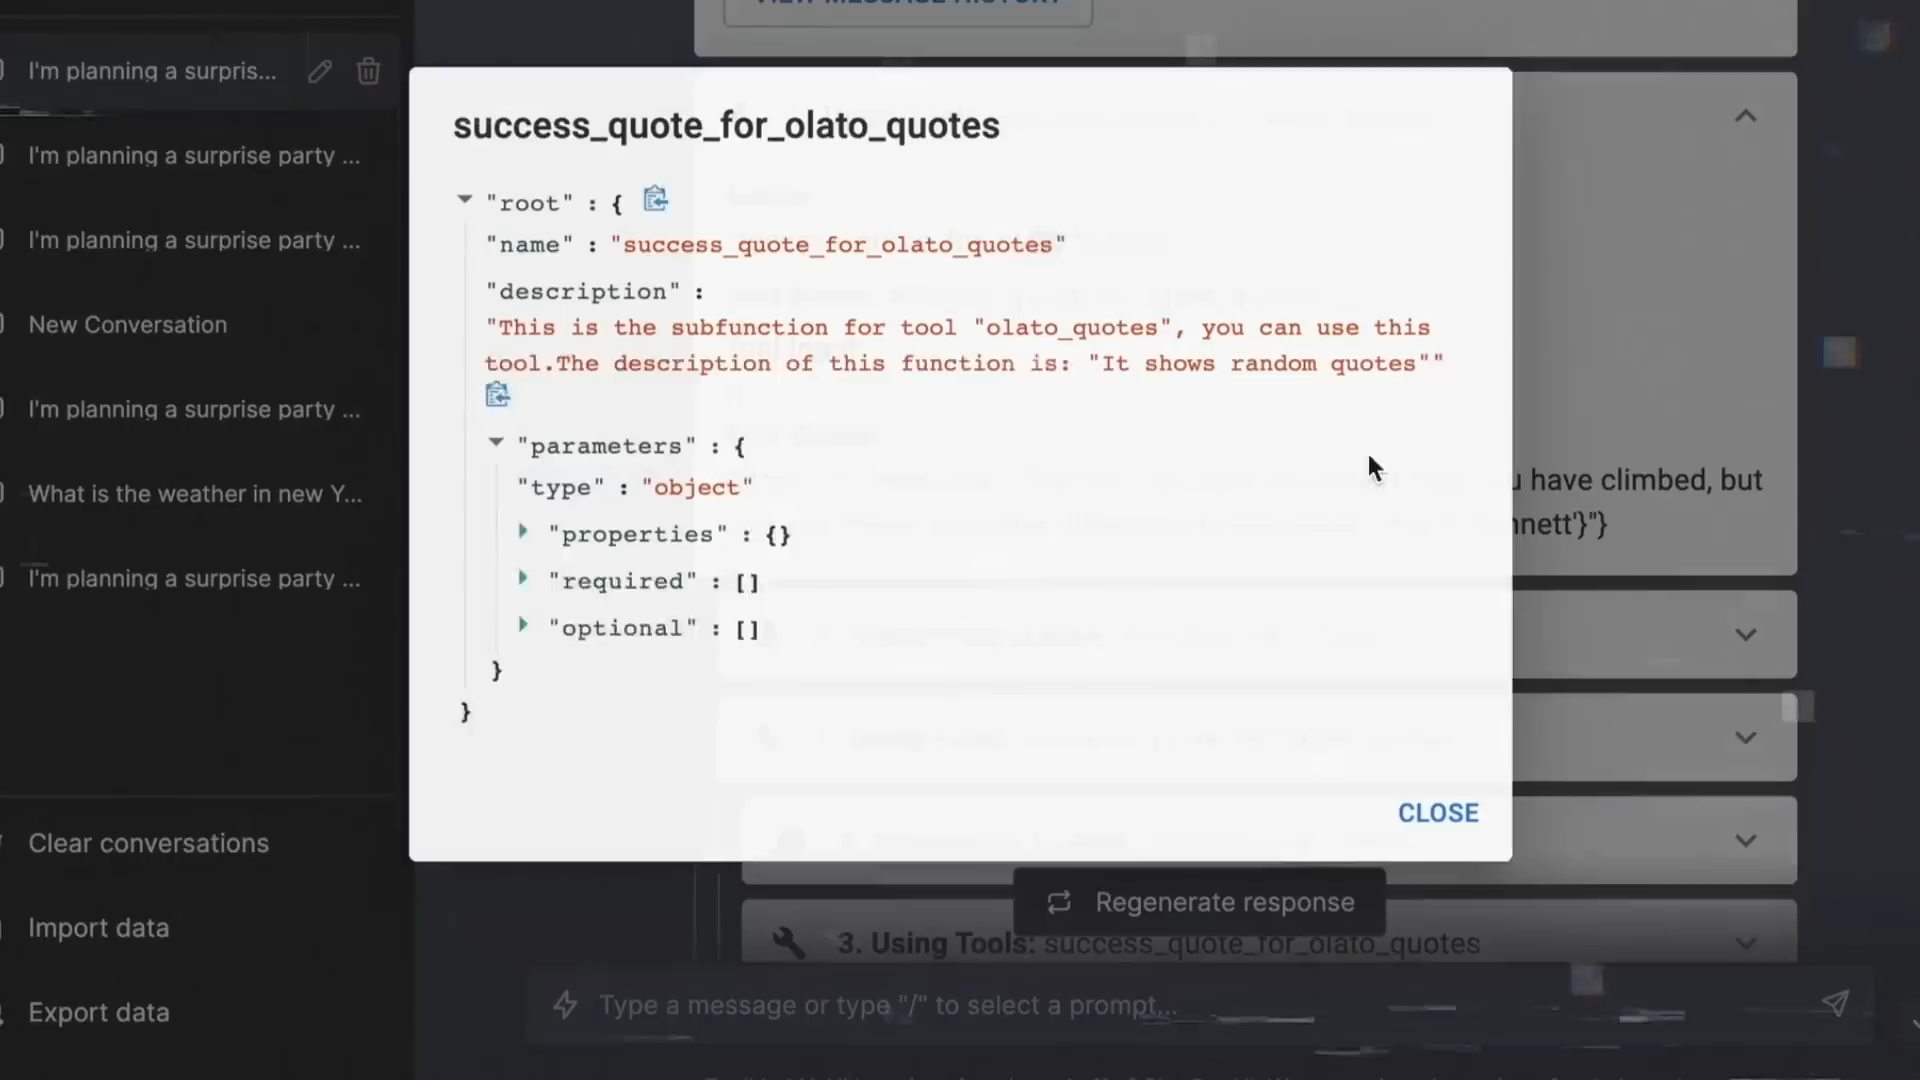 VIEW MESSAGE HISTORY
I'm planning a surpris...
I'm planning a surprise party ...
I'm planning a surprise party ...
New Conversation
I'm planning a surprise party ...
What is the weather in new Y...
I'm planning a surprise party ...
Clear conversations
Import data
Export data
success_quote_for_olato_quotes
"root" : {
"name" : "success_quote_for_olato_quotes"
"description" :
"This is the subfunction for tool "olato_quotes", you can use this
tool.The description of this function is: "It shows random quotes""
"parameters" : {
"type" : "object"
"properties" : {}
"required" : []
"optional" : []
}
}
CLOSE
have climbed, but
Regenerate response
3. Using Tools: success_quote_for_olato_quotes
Type a message or type "/" to select a prompt...